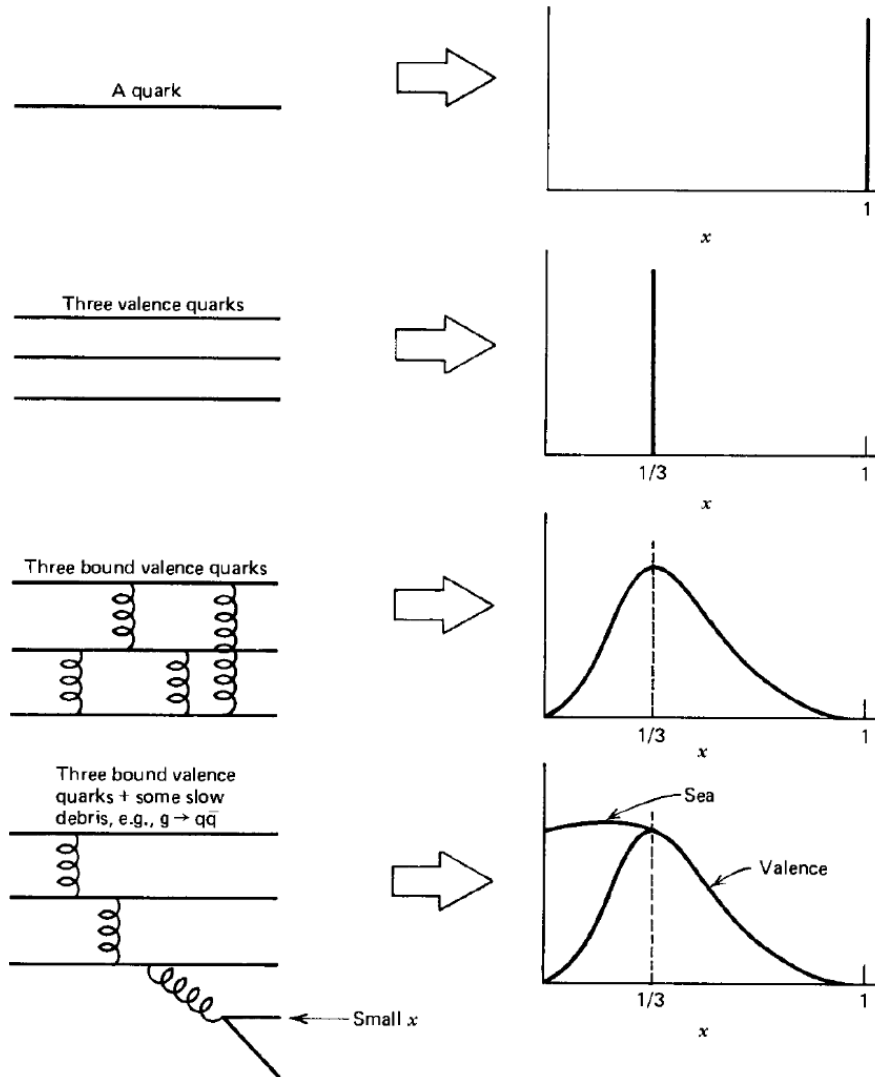 A quark
1
x
Three valence quarks
1/3
1
x
Three bound valence quarks
1/3
1
x
Three bound valence
quarks + some slow
debris, e.g., g → qq̅
Sea
Valence
1/3
1
x
Small x